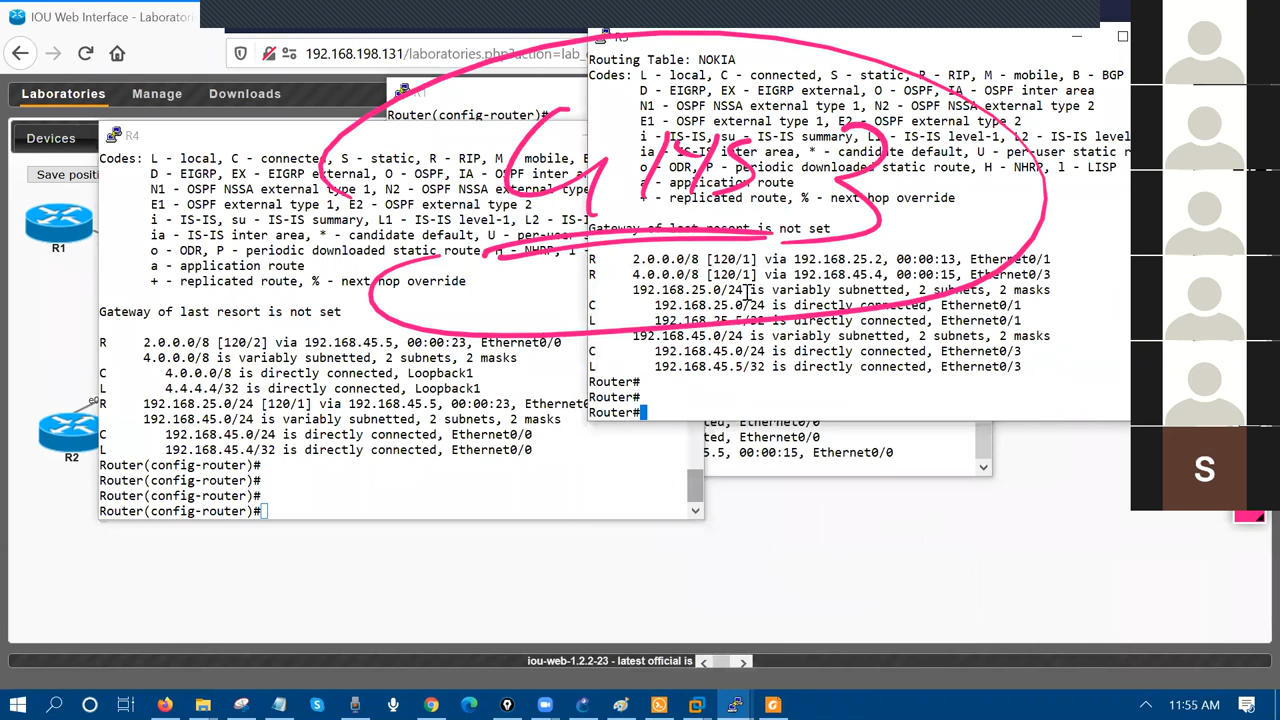 IOU Web Interface - Laborator
192.168.198.131/laboratories.php?action=lab_
Laboratories Manage Downloads
Devices
Save positi
R1
R2
e0
R1
Router(config-router)#
R4
Codes: L - local, C - connected, S - static, R - RIP, M - mobile, B
D - EIGRP, EX - EIGRP external, O - OSPF, IA - OSPF inter a
N1 - OSPF NSSA external type 1, N2 - OSPF NSSA external typ
E1 - OSPF external type 1, E2 - OSPF external type 2
i - IS-IS, su - IS-IS summary, L1 - IS-IS level-1, L2 - IS-
ia - IS-IS inter area, * - candidate default, U - per-user
o - ODR, P - periodic downloaded static route, H - NHRP, l -
a - application route
+ - replicated route, % - next hop override
Gateway of last resort is not set
R 2.0.0.0/8 [120/2] via 192.168.45.5, 00:00:23, Ethernet0/0
4.0.0.0/8 is variably subnetted, 2 subnets, 2 masks
C 4.0.0.0/8 is directly connected, Loopback1
L 4.4.4.4/32 is directly connected, Loopback1
R 192.168.25.0/24 [120/1] via 192.168.45.5, 00:00:23, Ethernet0/
192.168.45.0/24 is variably subnetted, 2 subnets, 2 masks
C 192.168.45.0/24 is directly connected, Ethernet0/0
L 192.168.45.4/32 is directly connected, Ethernet0/0
Router(config-router)#
Router(config-router)#
Router(config-router)#
Router(config-router)#
Routing Table: NOKIA
Codes: L - local, C - connected, S - static, R - RIP, M - mobile, B - BGP
D - EIGRP, EX - EIGRP external, O - OSPF, IA - OSPF inter area
N1 - OSPF NSSA external type 1, N2 - OSPF NSSA external type 2
E1 - OSPF external type 1, E2 - OSPF external type 2
i - IS-IS, su - IS-IS summary, L1 - IS-IS level-1, L2 - IS-IS level
ia - IS-IS inter area, * - candidate default, U - per-user static r
o - ODR, P - periodic downloaded static route, H - NHRP, l - LISP
a - application route
+ - replicated route, % - next hop override
Gateway of last resort is not set
R 2.0.0.0/8 [120/1] via 192.168.25.2, 00:00:13, Ethernet0/1
R 4.0.0.0/8 [120/1] via 192.168.45.4, 00:00:15, Ethernet0/3
192.168.25.0/24 is variably subnetted, 2 subnets, 2 masks
C 192.168.25.0/24 is directly connected, Ethernet0/1
L 192.168.25.5/32 is directly connected, Ethernet0/1
192.168.45.0/24 is variably subnetted, 2 subnets, 2 masks
C 192.168.45.0/24 is directly connected, Ethernet0/3
L 192.168.45.5/32 is directly connected, Ethernet0/3
Router#
Router#
Router#
ted, Ethernet0/0
ted, Ethernet0/0
5.5, 00:00:15, Ethernet0/0
S
iou-web-1.2.2-23 - latest official is
11:55 AM